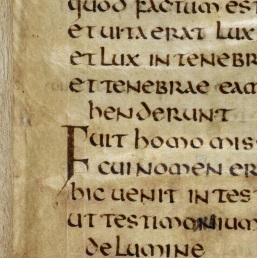 quod factum est
et uita erat lux
et lux in tenebr
et tenebrae eam
henderunt
Fuit homo mis
cui nomen er
hic uenit in tes
ut testimonium
de lumine